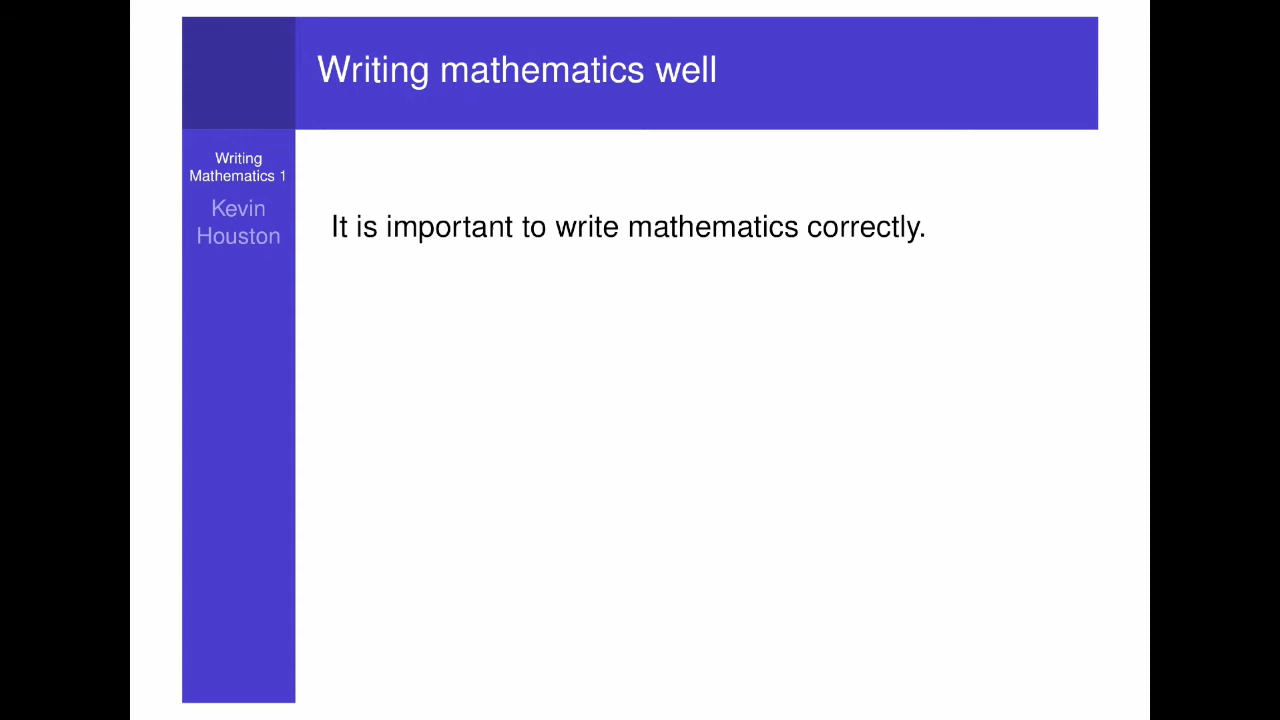 Writing mathematics well
Writing
Mathematics 1
Kevin
Houston
It is important to write mathematics correctly.